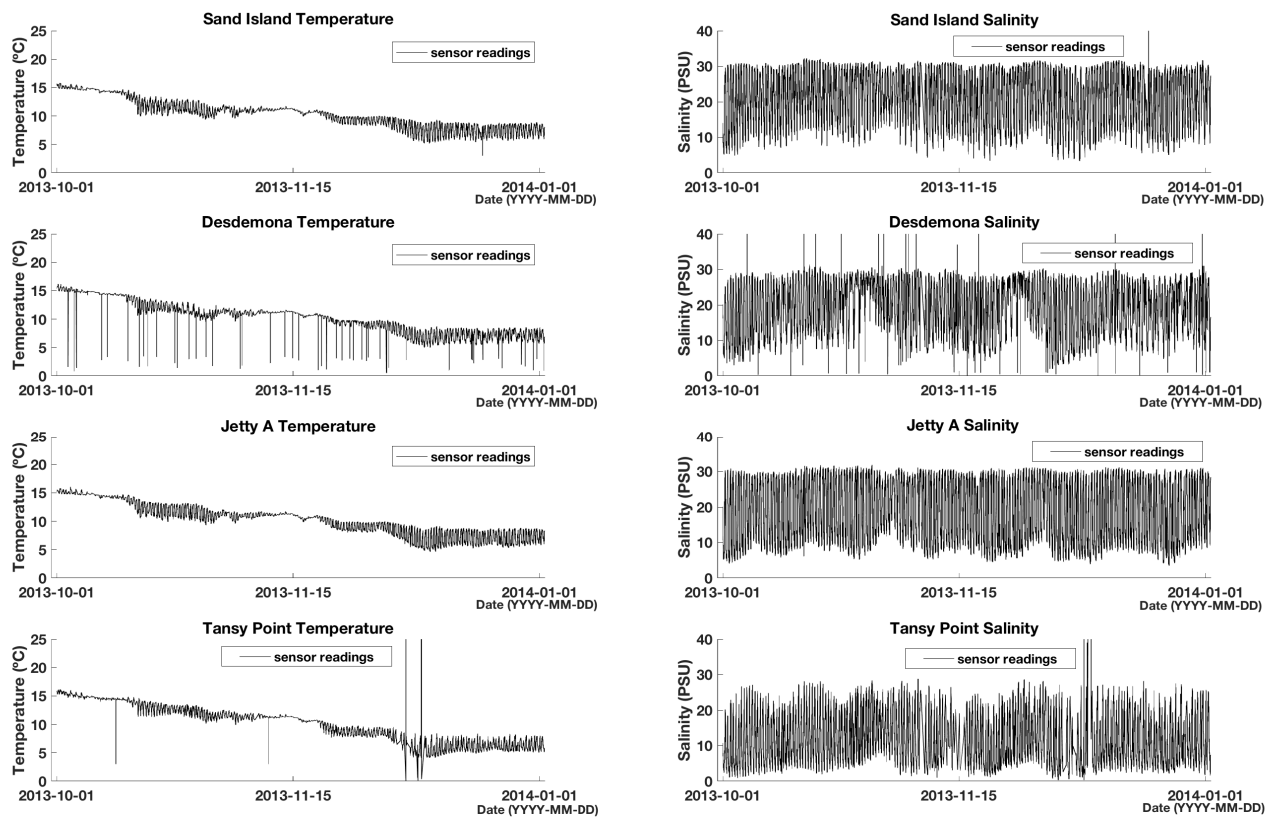 Sand Island Temperature
25
20
15
10
5
0
Temperature (ºC)
sensor readings
2013-10-01
2013-11-15
2014-01-01
Date (YYYY-MM-DD)
Sand Island Salinity
40
30
20
10
0
Salinity (PSU)
sensor readings
2013-10-01
2013-11-15
2014-01-01
Date (YYYY-MM-DD)
Desdemona Temperature
25
20
15
10
5
0
Temperature (ºC)
sensor readings
2013-10-01
2013-11-15
2014-01-01
Date (YYYY-MM-DD)
Desdemona Salinity
40
30
20
10
0
Salinity (PSU)
sensor readings
2013-10-01
2013-11-15
2014-01-01
Date (YYYY-MM-DD)
Jetty A Temperature
25
20
15
10
5
0
Temperature (ºC)
sensor readings
2013-10-01
2013-11-15
2014-01-01
Date (YYYY-MM-DD)
Jetty A Salinity
40
30
20
10
0
Salinity (PSU)
sensor readings
2013-10-01
2013-11-15
2014-01-01
Date (YYYY-MM-DD)
Tansy Point Temperature
25
20
15
10
5
0
Temperature (ºC)
sensor readings
2013-10-01
2013-11-15
2014-01-01
Date (YYYY-MM-DD)
Tansy Point Salinity
40
30
20
10
0
Salinity (PSU)
sensor readings
2013-10-01
2013-11-15
2014-01-01
Date (YYYY-MM-DD)